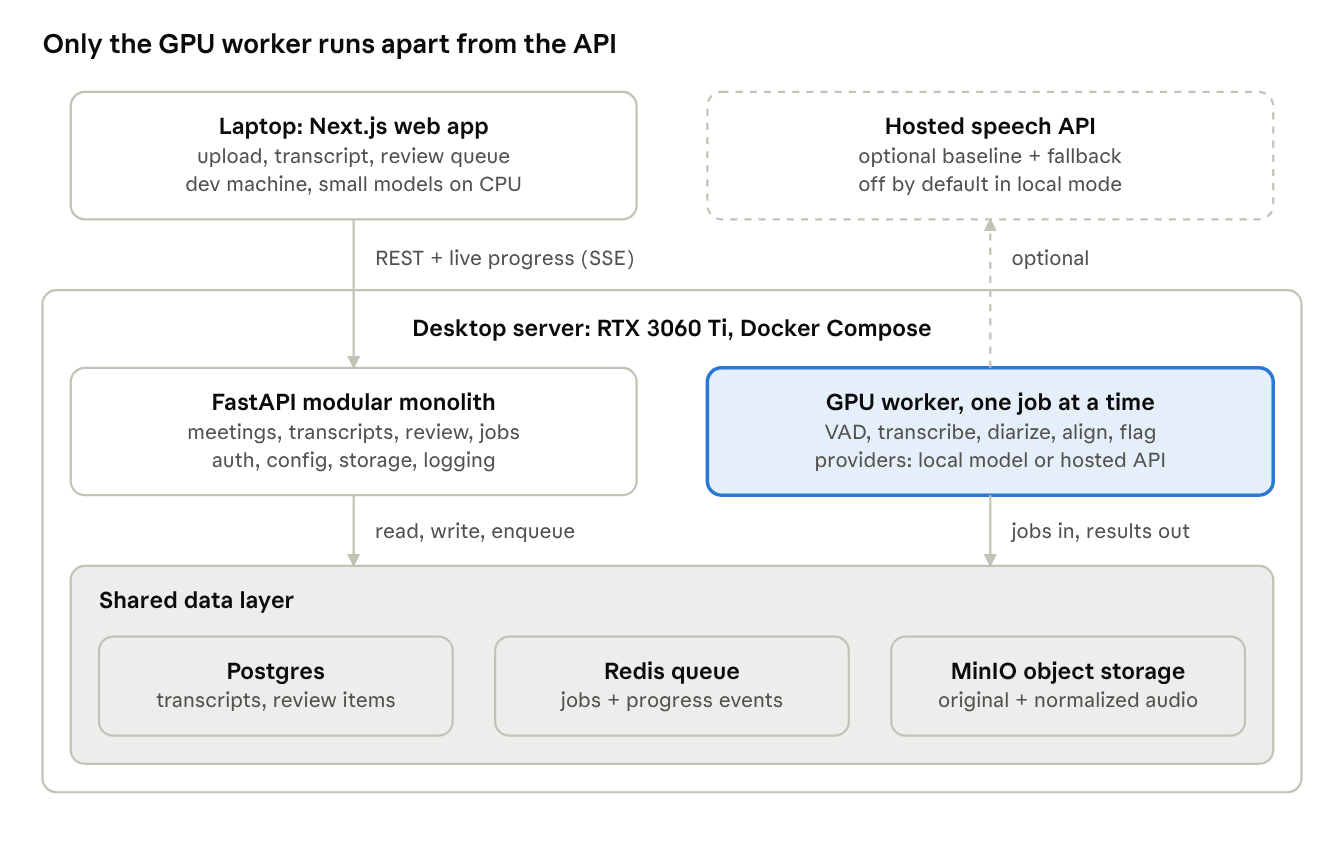 Only the GPU worker runs apart from the API
Laptop: Next.js web app
upload, transcript, review queue
dev machine, small models on CPU
Hosted speech API
optional baseline + fallback
off by default in local mode
REST + live progress (SSE)
optional
Desktop server: RTX 3060 Ti, Docker Compose
FastAPI modular monolith
meetings, transcripts, review, jobs
auth, config, storage, logging
GPU worker, one job at a time
VAD, transcribe, diarize, align, flag
providers: local model or hosted API
read, write, enqueue
jobs in, results out
Shared data layer
Postgres
transcripts, review items
Redis queue
jobs + progress events
MinIO object storage
original + normalized audio